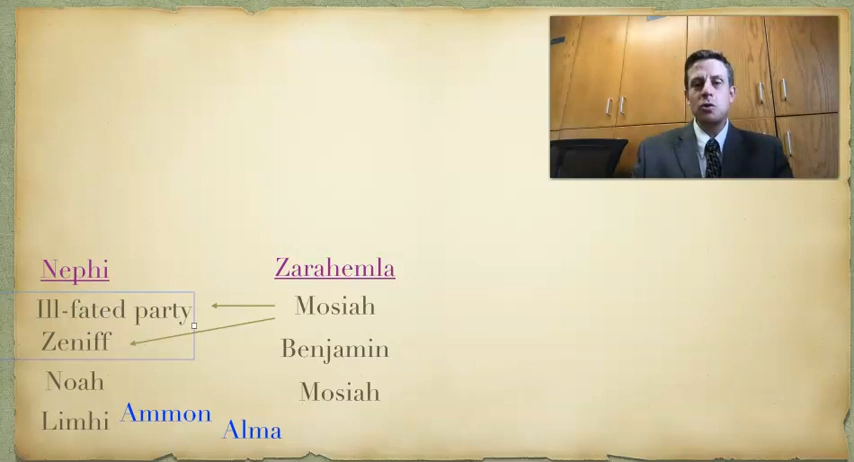 Nephi
Zarahemla
Ill-fated party
Mosiah
Zeniff
Benjamin
Noah
Mosiah
Limhi
Ammon
Alma